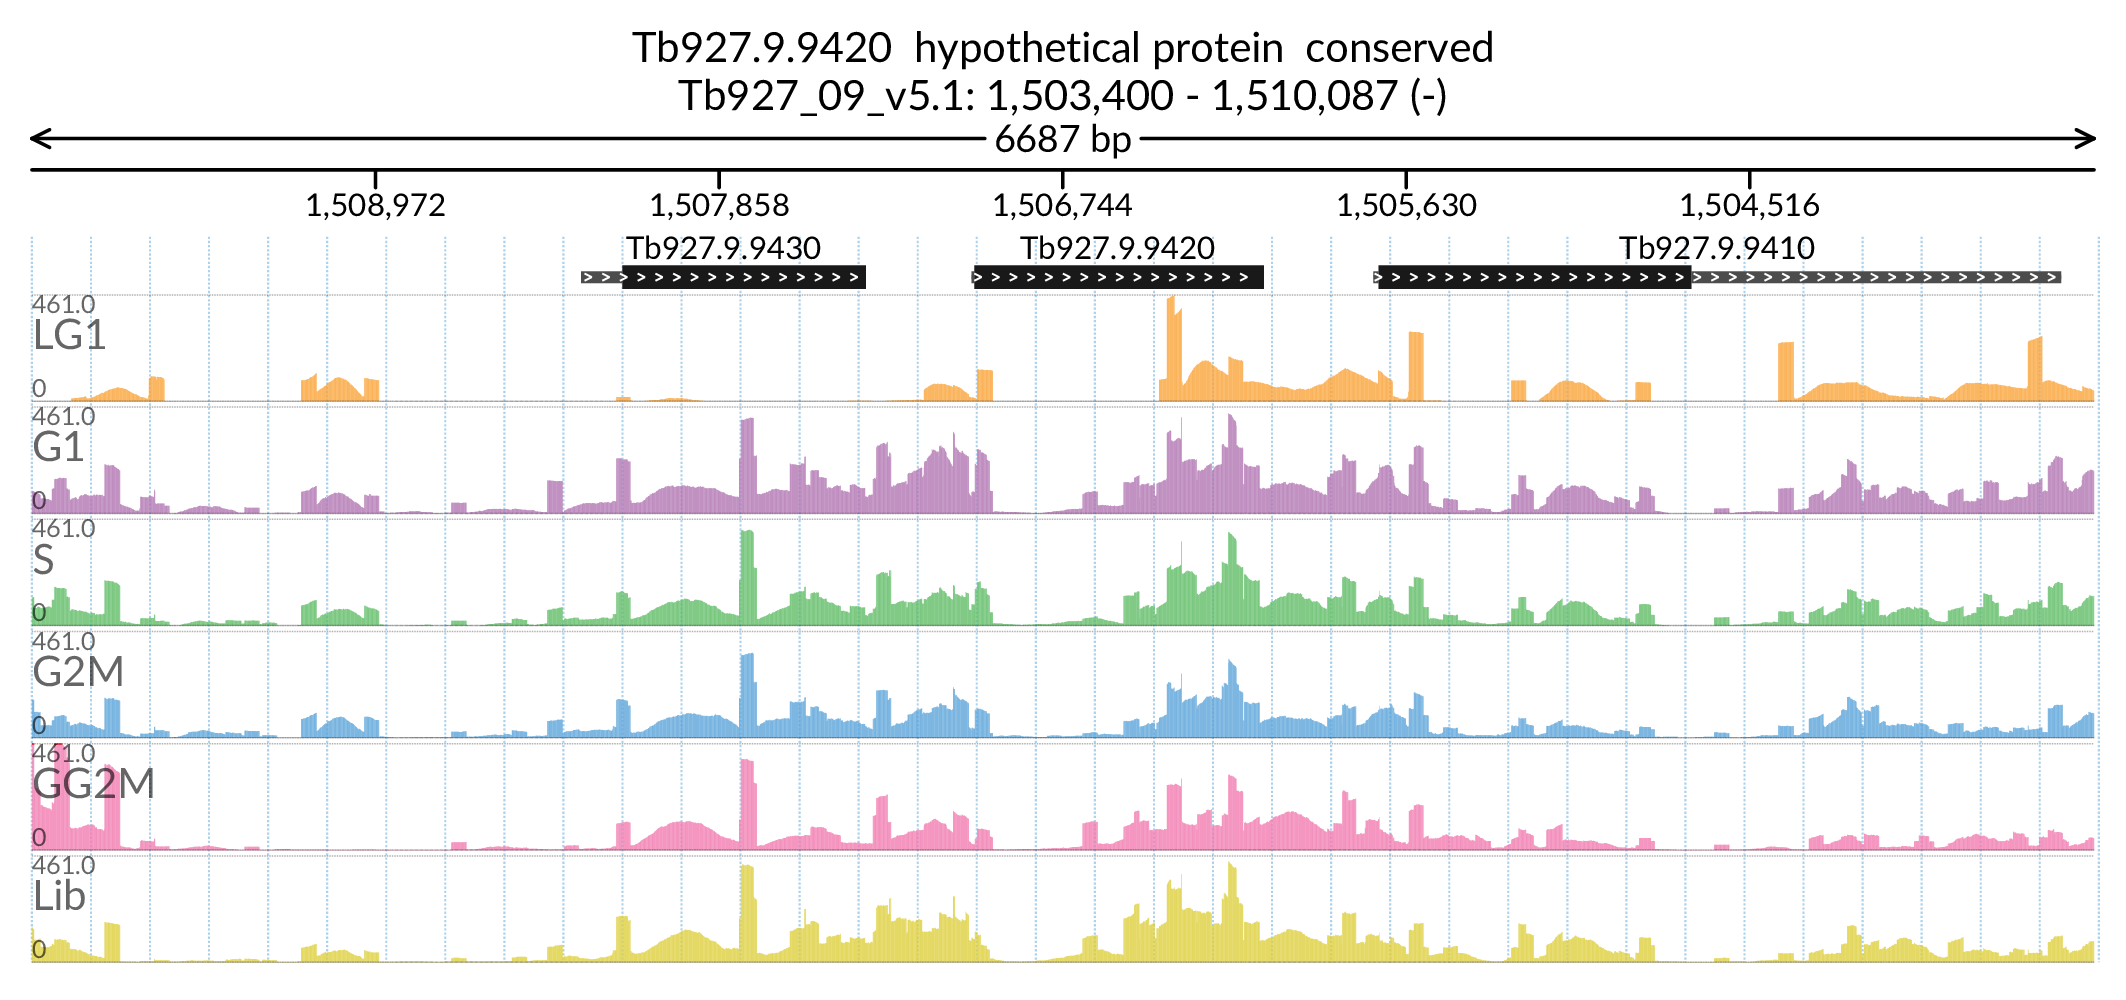 Tb927.9.9420  hypothetical protein  conserved
Tb927_09_v5.1: 1,503,400 - 1,510,087 (-)
6687 bp
1,508,972 1,507,858 1,506,744 1,505,630 1,504,516
Tb927.9.9430 Tb927.9.9420 Tb927.9.9410
461.0
LG1
0
461.0
G1
0
461.0
S
0
461.0
G2M
0
461.0
GG2M
0
461.0
Lib
0